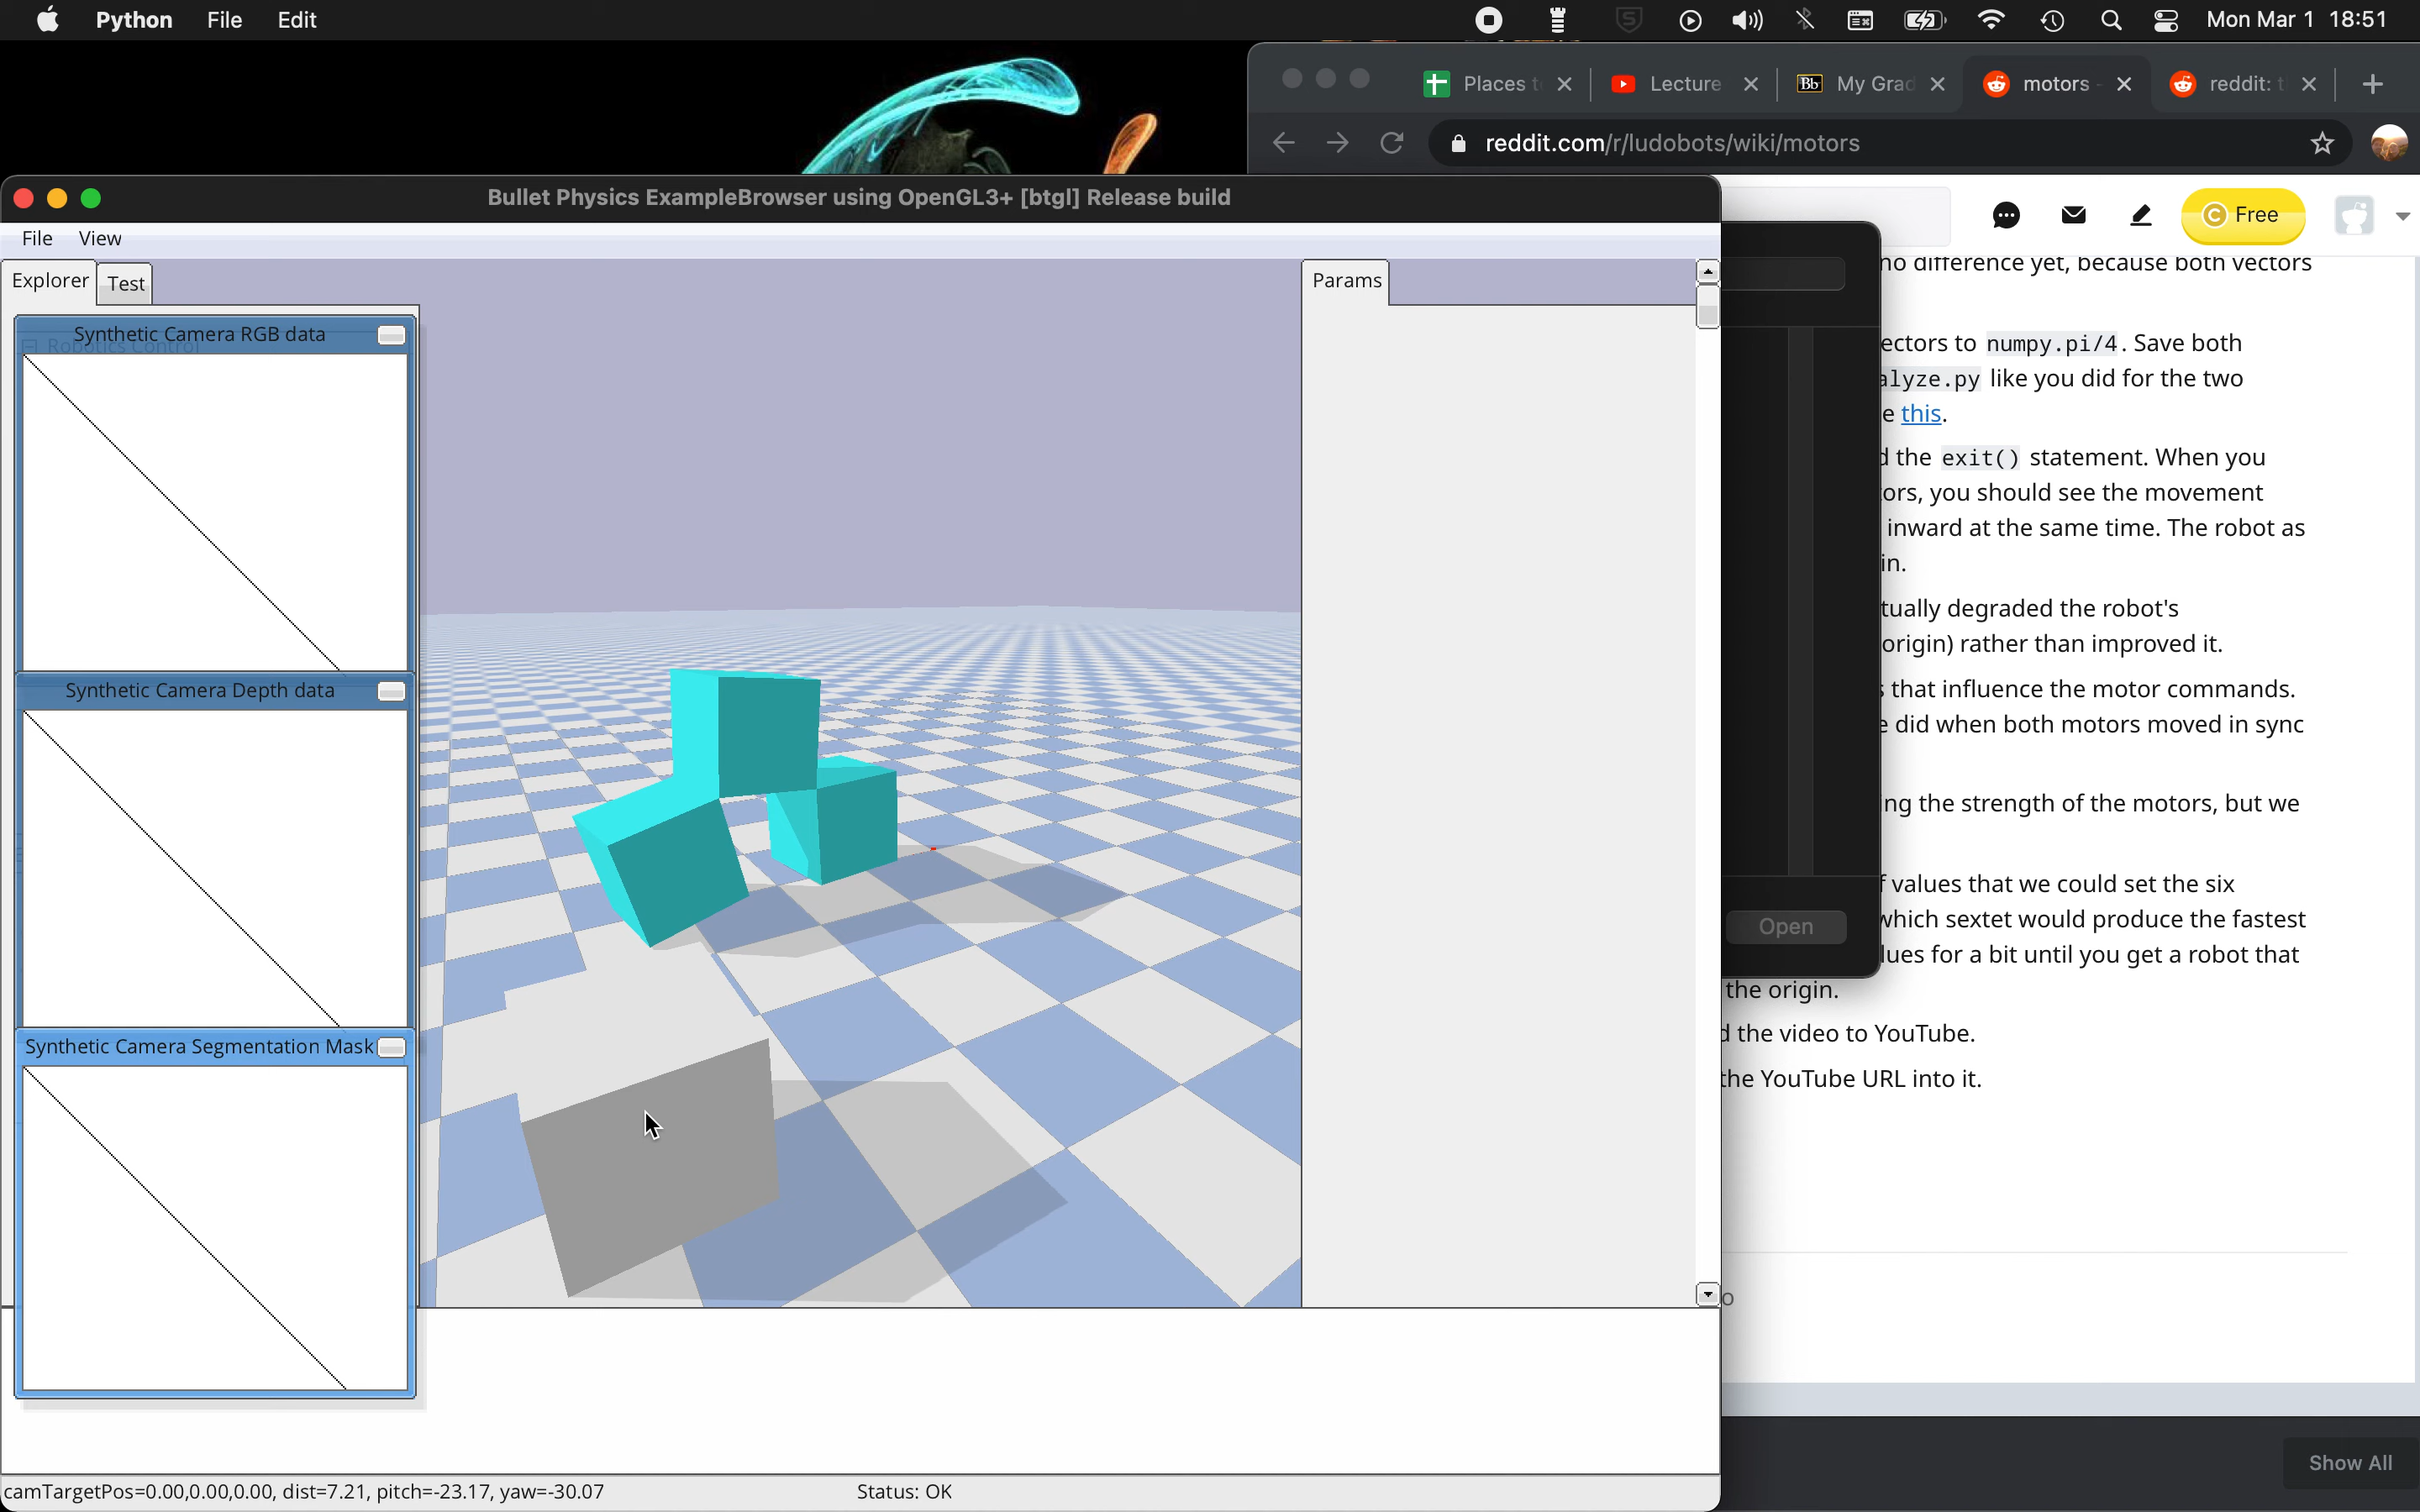 Python File Edit
Mon Mar 1 18:51
Places t
Lecture
Bb My Grad
motors -
reddit: t
reddit.com/r/ludobots/wiki/motors
Bullet Physics ExampleBrowser using OpenGL3+ [btgl] Release build
File View
C Free
Explorer Test
Params
Synthetic Camera RGB data
Robotics Control
Synthetic Camera Depth data
Synthetic Camera Segmentation Mask
no difference yet, because both vectors
ectors to numpy.pi/4. Save both
alyze.py like you did for the two
e this.
d the exit() statement. When you
tors, you should see the movement
inward at the same time. The robot as
in.
tually degraded the robot's
origin) rather than improved it.
s that influence the motor commands.
e did when both motors moved in sync
ing the strength of the motors, but we
f values that we could set the six
Open
which sextet would produce the fastest
lues for a bit until you get a robot that
the origin.
d the video to YouTube.
the YouTube URL into it.
o
Show All
camTargetPos=0.00,0.00,0.00, dist=7.21, pitch=-23.17, yaw=-30.07
Status: OK